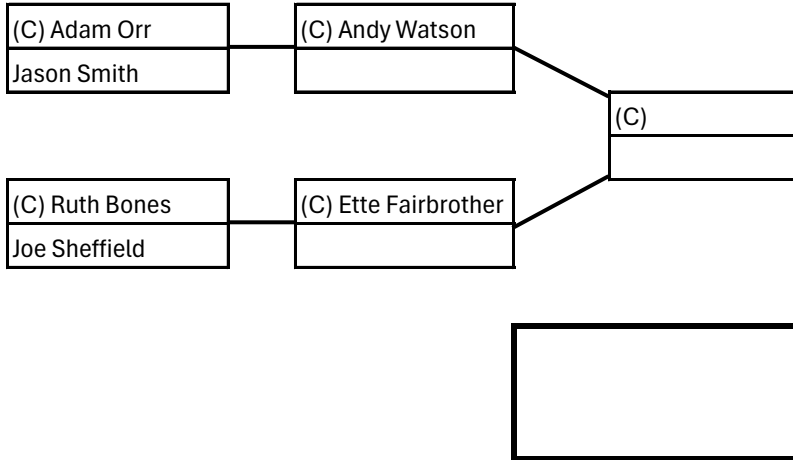 (C) Adam Orr
Jason Smith
(C) Andy Watson
(C)
(C) Ruth Bones
Joe Sheffield
(C) Ette Fairbrother